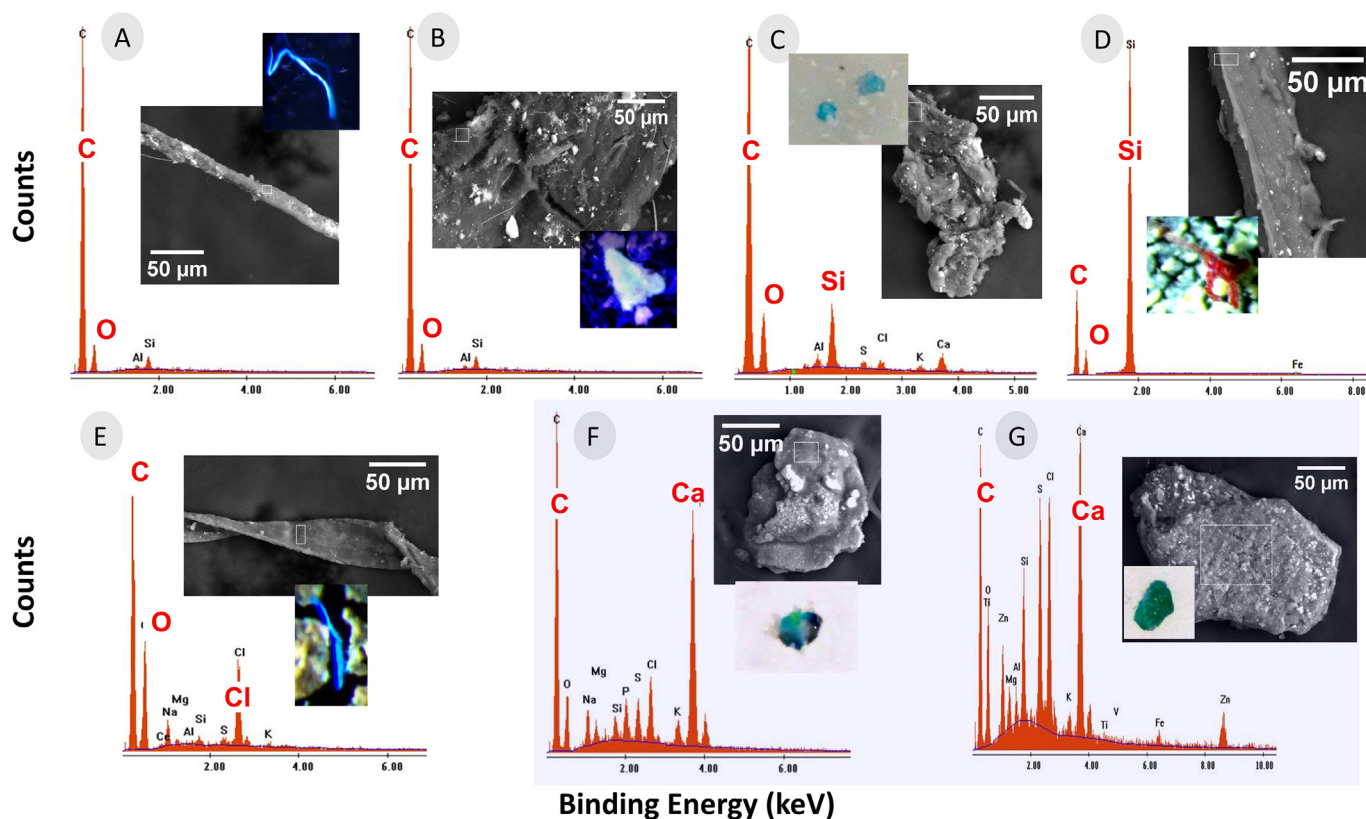 Counts
A
C
C
O
Al
Si
2.00
4.00
6.00
50 µm
B
C
C
O
Al
Si
2.00
4.00
6.00
50 µm
C
C
C
O
Al
Si
S
Cl
K
Ca
1.00
2.00
3.00
4.00
5.00
50 µm
D
Si
Si
C
O
Fe
2.00
4.00
6.00
8.00
50 µm
Counts
E
C
O
Ce
Na
Mg
Al
Si
S
Cl
Cl
K
2.00
4.00
6.00
50 µm
F
C
C
O
Na
Mg
Si
P
S
Cl
K
Ca
2.00
4.00
6.00
50 µm
G
C
C
O
Ti
Zn
Mg
Al
Si
S
Cl
K
Ca
Ca
Ti
V
Fe
Zn
2.00
4.00
6.00
8.00
10.00
50 µm
Binding Energy (keV)